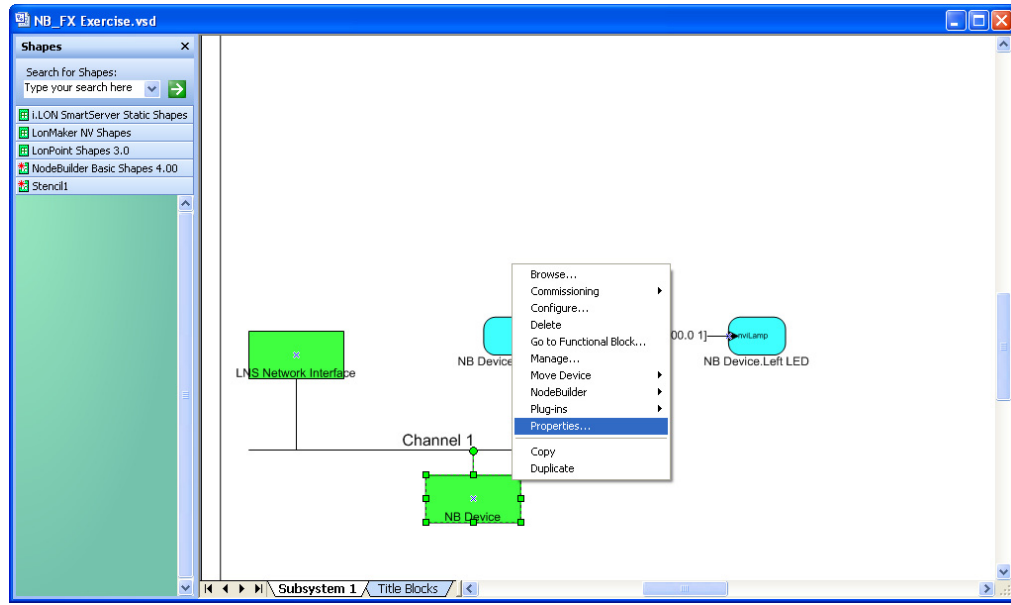 NB_FX Exercise.vsd
Shapes
Search for Shapes:
Type your search here
i.LON SmartServer Static Shapes
LonMaker NV Shapes
LonPoint Shapes 3.0
NodeBuilder Basic Shapes 4.00
Stencil1
Browse...
Commissioning
Configure...
Delete
Go to Functional Block...
Manage...
Move Device
NodeBuilder
Plug-ins
Properties...
Copy
Duplicate
00.0 1]
nviLamp
NB Device
NB Device.Left LED
LNS Network Interface
Channel 1
NB Device
Subsystem 1
Title Blocks